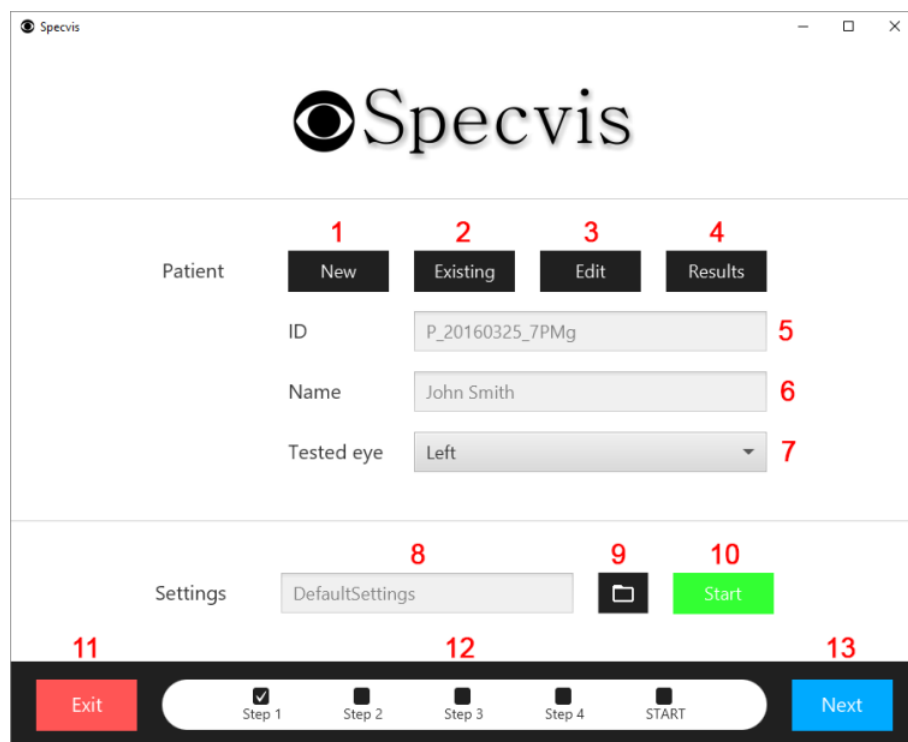 Specvis
Specvis
1 2 3 4
Patient New Existing Edit Results
ID P_20160325_7PMg 5
Name John Smith 6
Tested eye Left 7
8 9 10
Settings DefaultSettings Start
11 12 13
Exit Step 1 Step 2 Step 3 Step 4 START Next